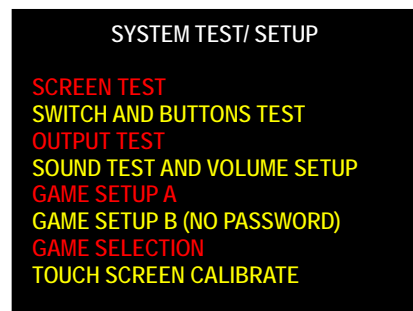 SYSTEM TEST/ SETUP
SCREEN TEST
SWITCH AND BUTTONS TEST
OUTPUT TEST
SOUND TEST AND VOLUME SETUP
GAME SETUP A
GAME SETUP B (NO PASSWORD)
GAME SELECTION
TOUCH SCREEN CALIBRATE